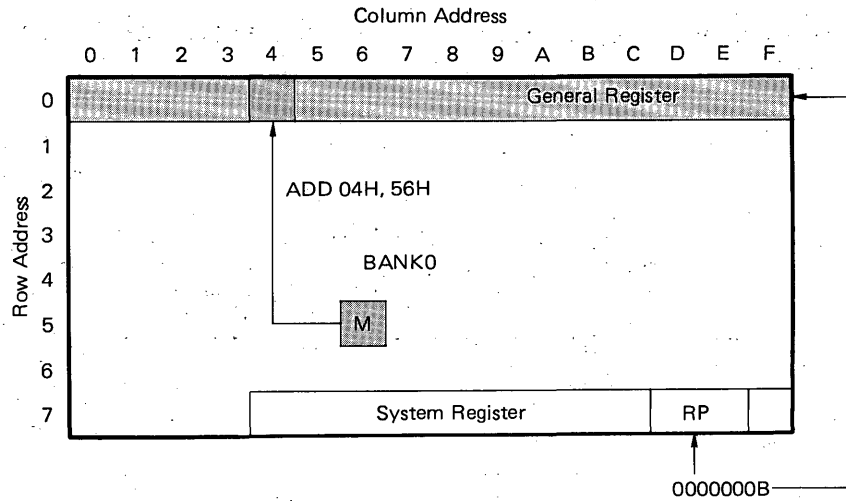 Column Address
0 1 2 3 4 5 6 7 8 9 A B C D E F
Row Address
0 General Register
1
2 ADD 04H, 56H
3
BANK0
4
5 M
6
7 System Register RP
0000000B